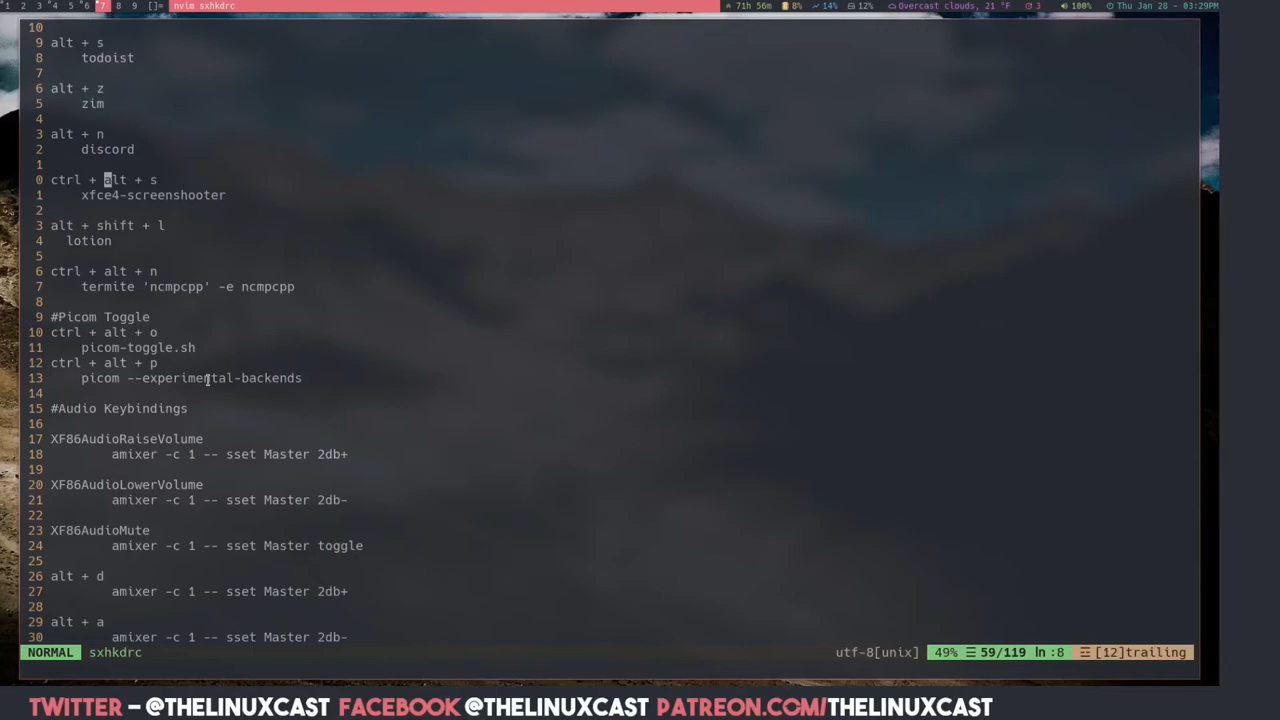 1 2 3 4 5 6 7 8 9 []= nvim sxhkdrc 71h 56m 8% 14% 12% Overcast clouds, 21 °F 3 100% Thu Jan 28 - 03:29PM
10
9 alt + s
8 todoist
7
6 alt + z
5 zim
4
3 alt + n
2 discord
1
0 ctrl + alt + s
1 xfce4-screenshooter
2
3 alt + shift + l
4 lotion
5
6 ctrl + alt + n
7 termite 'ncmpcpp' -e ncmpcpp
8
9 #Picom Toggle
10 ctrl + alt + o
11 picom-toggle.sh
12 ctrl + alt + p
13 picom --experimental-backends
14
15 #Audio Keybindings
16
17 XF86AudioRaiseVolume
18 amixer -c 1 -- sset Master 2db+
19
20 XF86AudioLowerVolume
21 amixer -c 1 -- sset Master 2db-
22
23 XF86AudioMute
24 amixer -c 1 -- sset Master toggle
25
26 alt + d
27 amixer -c 1 -- sset Master 2db+
28
29 alt + a
30 amixer -c 1 -- sset Master 2db-
NORMAL sxhkdrc utf-8[unix] 49% ☰ 59/119 ln :8 ☲ [12]trailing
TWITTER - @THELINUXCAST FACEBOOK @THELINUXCAST PATREON.COM/THELINUXCAST